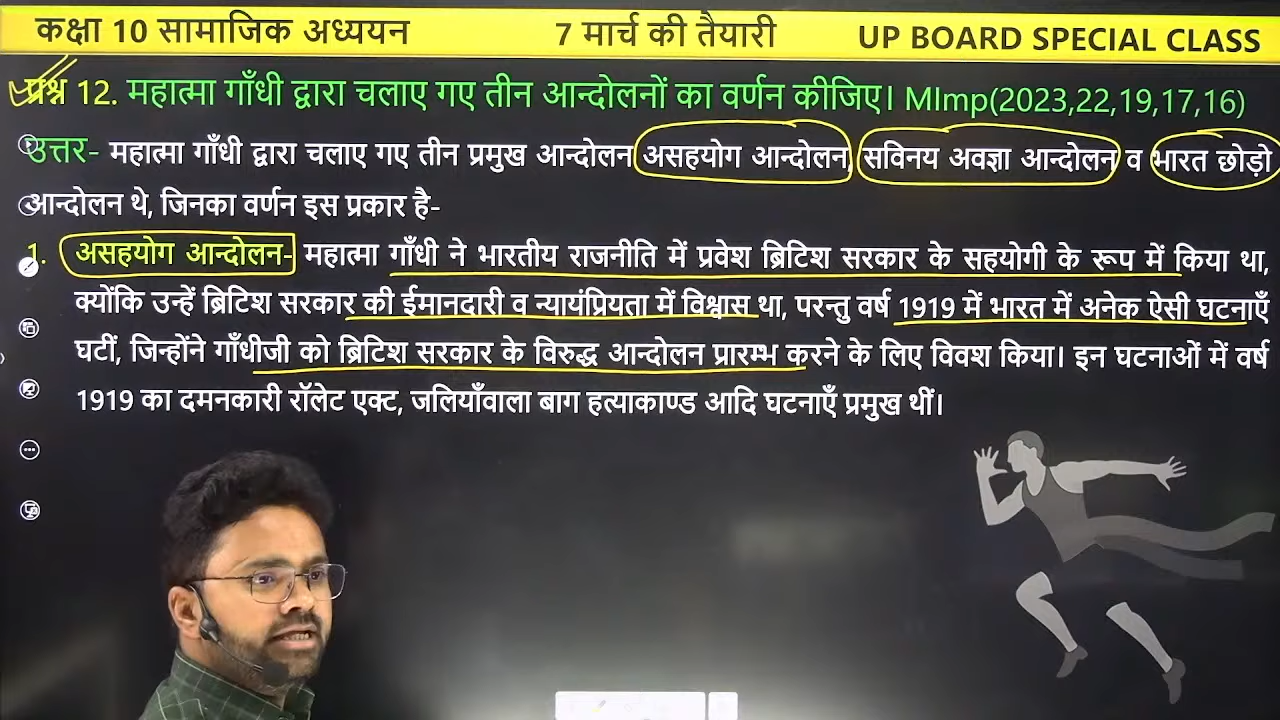 कक्षा 10 सामाजिक अध्ययन 7 मार्च की तैयारी UP BOARD SPECIAL CLASS
प्रश्न 12. महात्मा गाँधी द्वारा चलाए गए तीन आन्दोलनों का वर्णन कीजिए। MImp(2023,22,19,17,16)
उत्तर- महात्मा गाँधी द्वारा चलाए गए तीन प्रमुख आन्दोलन असहयोग आन्दोलन, सविनय अवज्ञा आन्दोलन व भारत छोड़ो
आन्दोलन थे, जिनका वर्णन इस प्रकार है-
1. असहयोग आन्दोलन- महात्मा गाँधी ने भारतीय राजनीति में प्रवेश ब्रिटिश सरकार के सहयोगी के रूप में किया था,
क्योंकि उन्हें ब्रिटिश सरकार की ईमानदारी व न्यायंप्रियता में विश्वास था, परन्तु वर्ष 1919 में भारत में अनेक ऐसी घटनाएँ
घटीं, जिन्होंने गाँधीजी को ब्रिटिश सरकार के विरुद्ध आन्दोलन प्रारम्भ करने के लिए विवश किया। इन घटनाओं में वर्ष
1919 का दमनकारी रॉलेट एक्ट, जलियाँवाला बाग हत्याकाण्ड आदि घटनाएँ प्रमुख थीं।